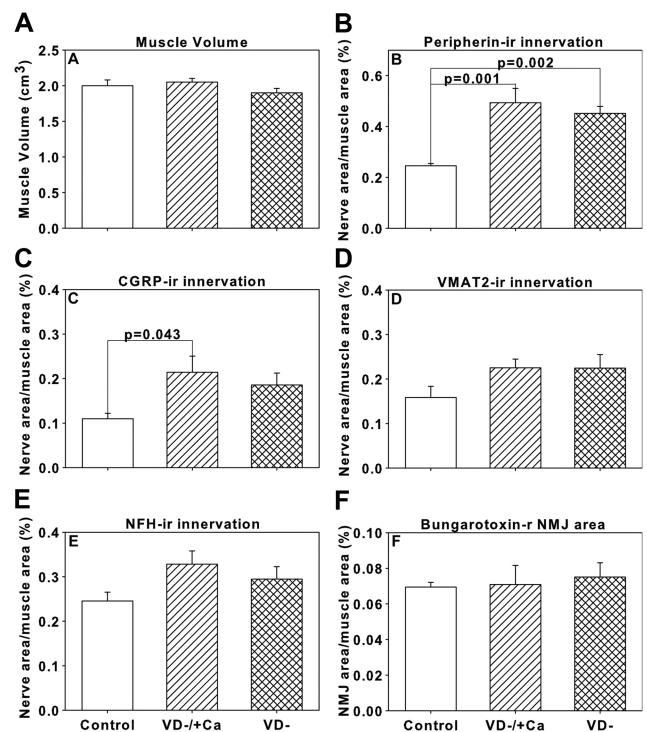 A
Muscle Volume
A
Muscle Volume (cm3)
2.5
2.0
1.5
1.0
0.5
0.0
B
Peripherin-ir innervation
B
Nerve area/muscle area (%)
p=0.002
p=0.001
0.6
0.4
0.2
0.0
C
CGRP-ir innervation
C
Nerve area/muscle area (%)
p=0.043
0.4
0.3
0.2
0.1
0.0
D
VMAT2-ir innervation
D
Nerve area/muscle area (%)
0.4
0.3
0.2
0.1
0.0
E
NFH-ir innervation
E
Nerve area/muscle area (%)
0.4
0.3
0.2
0.1
0.0
Control VD-/+Ca VD-
F
Bungarotoxin-r NMJ area
F
NMJ area/muscle area (%)
0.10
0.08
0.06
0.04
0.02
0.00
Control VD-/+Ca VD-